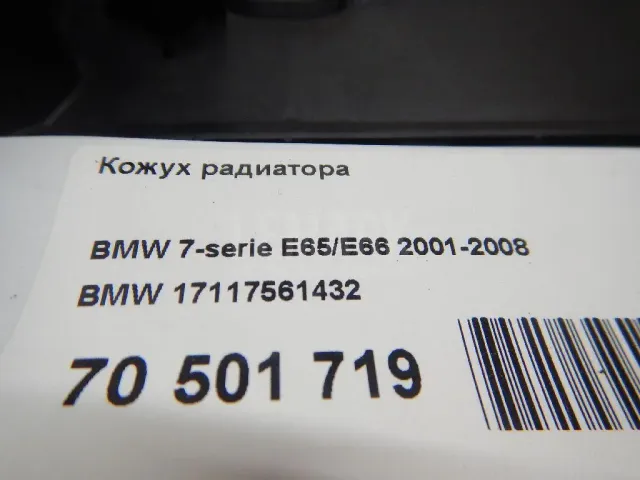 Кожух радиатора
BMW 7-serie E65/E66 2001-2008
BMW 17117561432
70 501 719